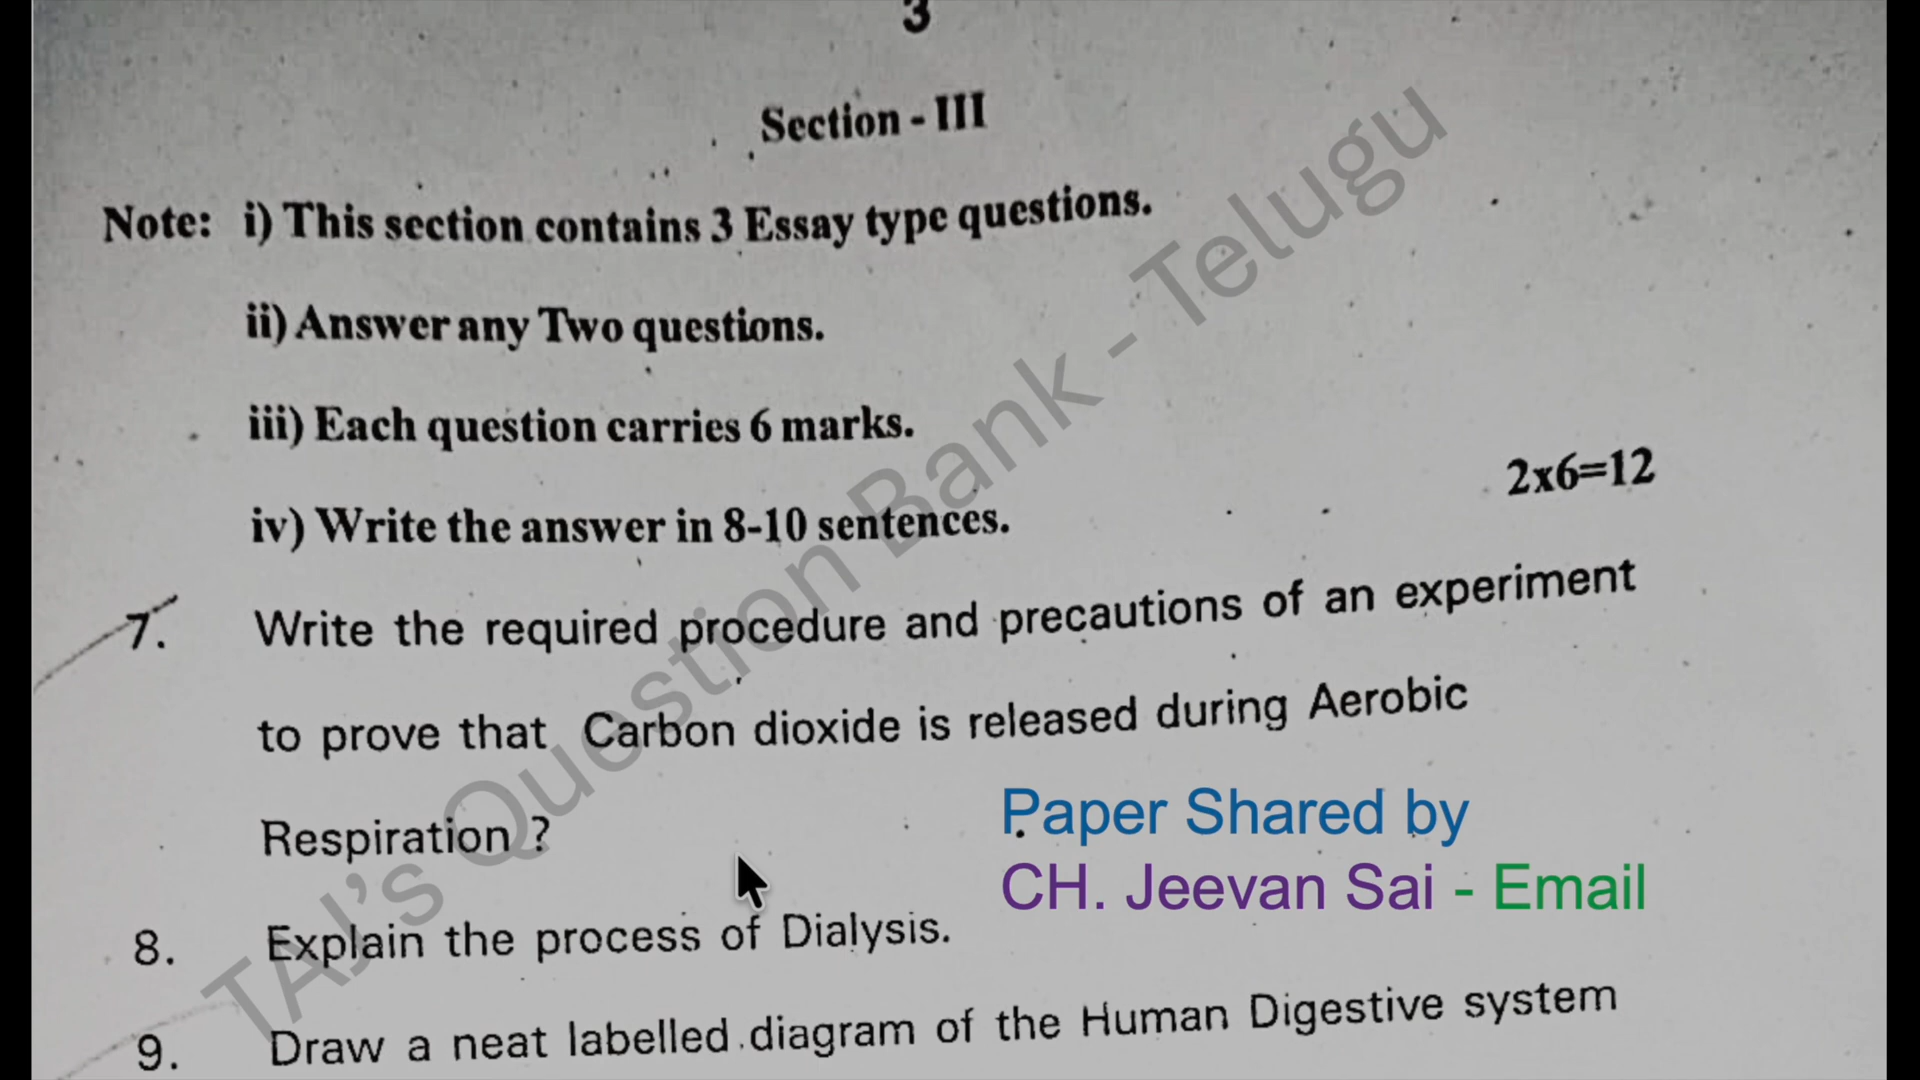 3
Section - III
Note: i) This section contains 3 Essay type questions.
ii) Answer any Two questions.
iii) Each question carries 6 marks.
2x6=12
iv) Write the answer in 8-10 sentences.
7. Write the required procedure and precautions of an experiment
to prove that Carbon dioxide is released during Aerobic
Respiration ?
Paper Shared by
CH. Jeevan Sai - Email
8. Explain the process of Dialysis.
9. Draw a neat labelled diagram of the Human Digestive system
TAJ's Question Bank - Telugu